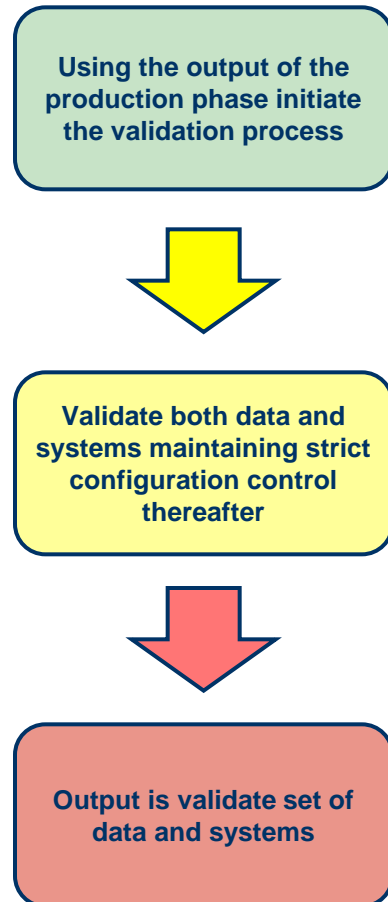 Using the output of the
production phase initiate
the validation process
Validate both data and
systems maintaining strict
configuration control
thereafter
Output is validate set of
data and systems